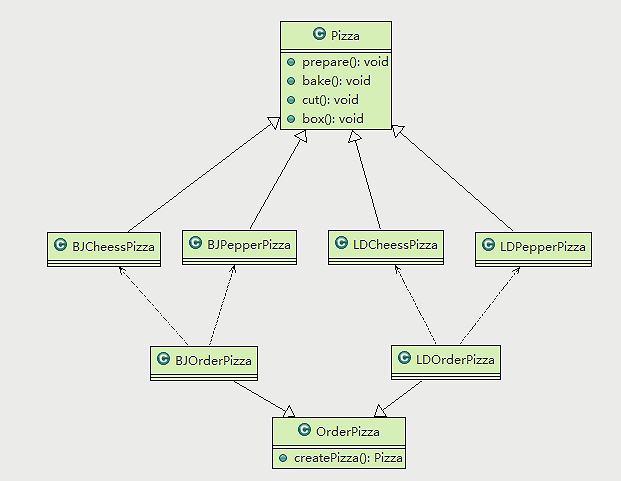 Pizza
prepare(): void
bake(): void
cut(): void
box(): void
BJCheessPizza
BJPepperPizza
LDCheessPizza
LDPepperPizza
BJOrderPizza
LDOrderPizza
OrderPizza
createPizza(): Pizza